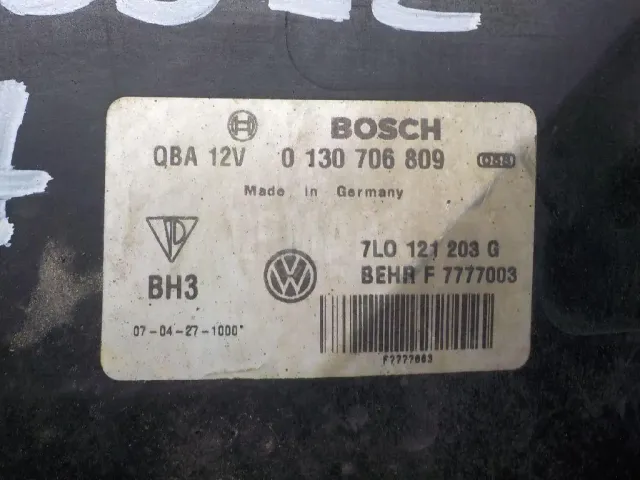 BOSCH
QBA 12V 0 130 706 809 088
Made in Germany
7L0 121 203 G
BEHR F 7777003
BH3
07-04-27-1000
F7777003